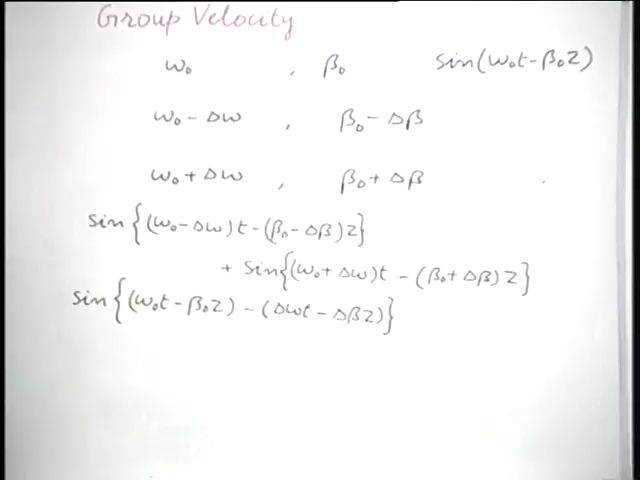 Group Velocity
ω₀ , β₀ sin(ω₀t-β₀z)
ω₀ - Δω , β₀ - Δβ
ω₀ + Δω , β₀ + Δβ
sin{(ω₀-Δω)t-(β₀-Δβ)z}
+ sin{(ω₀+Δω)t - (β₀+Δβ)z}
sin{(ω₀t-β₀z) - (Δωt - Δβz)}